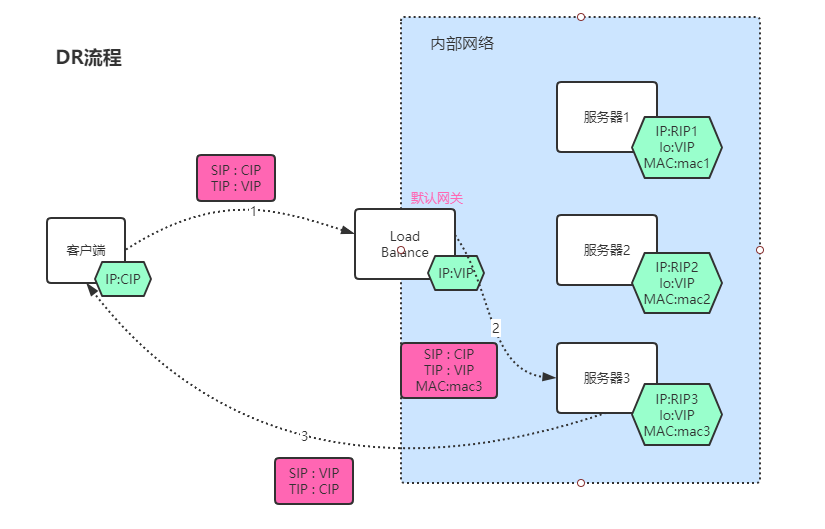 DR流程
内部网络
服务器1
IP:RIP1
lo:VIP
MAC:mac1
SIP : CIP
TIP : VIP
1
默认网关
客户端
IP:CIP
Load
Balance
IP:VIP
服务器2
IP:RIP2
lo:VIP
MAC:mac2
2
SIP : CIP
TIP : VIP
MAC:mac3
服务器3
IP:RIP3
lo:VIP
MAC:mac3
3
SIP : VIP
TIP : CIP